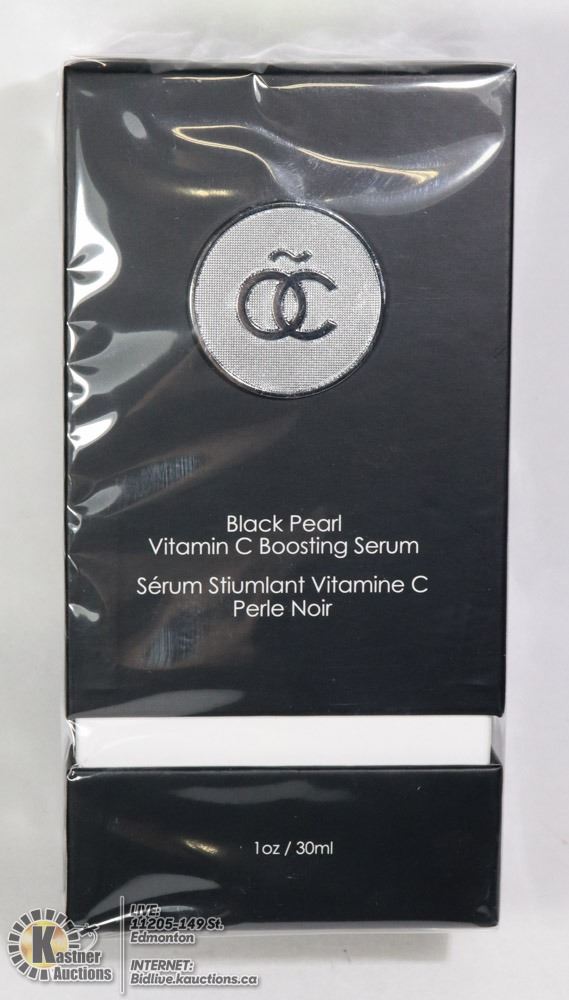 ÕC
Black Pearl
Vitamin C Boosting Serum
Sérum Stiumlant Vitamine C
Perle Noir
1oz / 30ml
Kastner
Auctions
LIVE:
11205-149 St.
Edmonton
INTERNET:
Bidlive.kauctions.ca